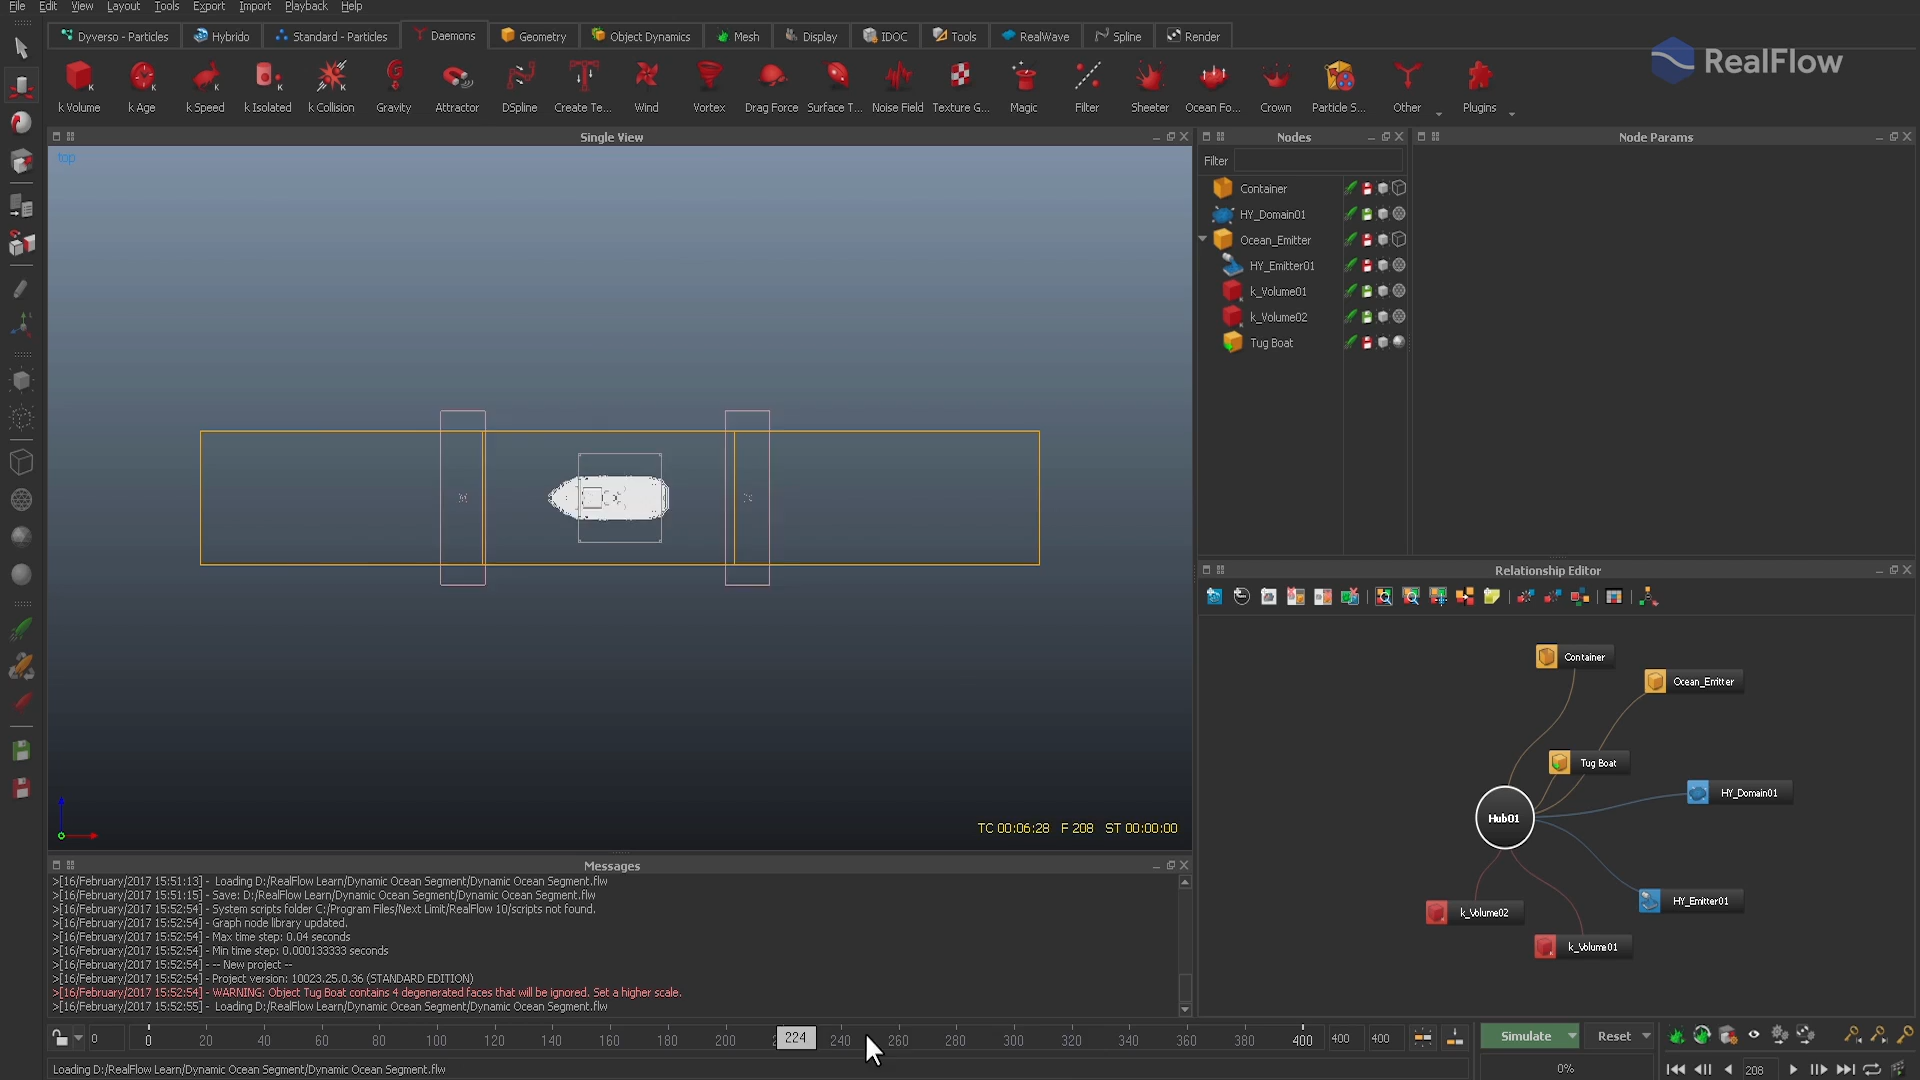 File Edit View Layout Tools Export Import Playback Help
Dyverso - Particles Hybrido Standard - Particles Daemons Geometry Object Dynamics Mesh Display IDOC Tools RealWave Spline Render
RealFlow
k Volume k Age k Speed k Isolated k Collision Gravity Attractor DSpline Create Te... Wind Vortex Drag Force Surface T... Noise Field Texture G... Magic Filter Sheeter Ocean Fo... Crown Particle S... Other Plugins
Single View
Nodes
Node Params
top
Filter
Container
HY_Domain01
Ocean_Emitter
HY_Emitter01
k_Volume01
k_Volume02
Tug Boat
TC 00:06:28 F 208 ST 00:00:00
Relationship Editor
Container
Ocean_Emitter
Tug Boat
HY_Domain01
Hub01
HY_Emitter01
k_Volume02
k_Volume01
Messages
>[16/February/2017 15:51:13] - Loading D:/RealFlow Learn/Dynamic Ocean Segment/Dynamic Ocean Segment.flw
>[16/February/2017 15:51:15] - Save: D:/RealFlow Learn/Dynamic Ocean Segment/Dynamic Ocean Segment.flw
>[16/February/2017 15:52:54] - System scripts folder C:/Program Files/Next Limit/RealFlow 10/scripts not found.
>[16/February/2017 15:52:54] - Graph node library updated.
>[16/February/2017 15:52:54] - Max time step: 0.04 seconds
>[16/February/2017 15:52:54] - Min time step: 0.000133333 seconds
>[16/February/2017 15:52:54] - -- New project --
>[16/February/2017 15:52:54] - Project version: 10023.25.0.36 (STANDARD EDITION)
>[16/February/2017 15:52:54] - WARNING: Object Tug Boat contains 4 degenerated faces that will be ignored. Set a higher scale.
>[16/February/2017 15:52:55] - Loading D:/RealFlow Learn/Dynamic Ocean Segment/Dynamic Ocean Segment.flw
0 0 20 40 60 80 100 120 140 160 180 200 224 240 260 280 300 320 340 360 380 400 400 400
Simulate Reset
Loading D:/RealFlow Learn/Dynamic Ocean Segment/Dynamic Ocean Segment.flw
0%
208